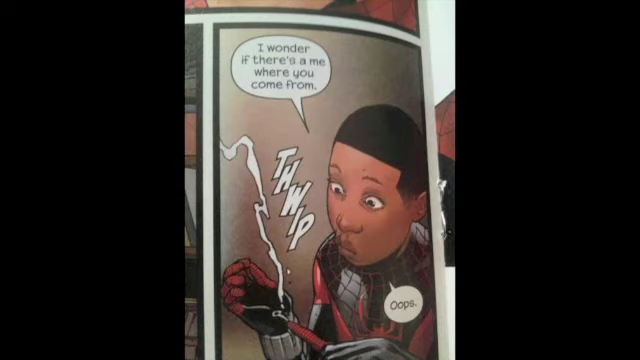 I wonder
if there's a me
where you
come from.
THWIP
Oops.